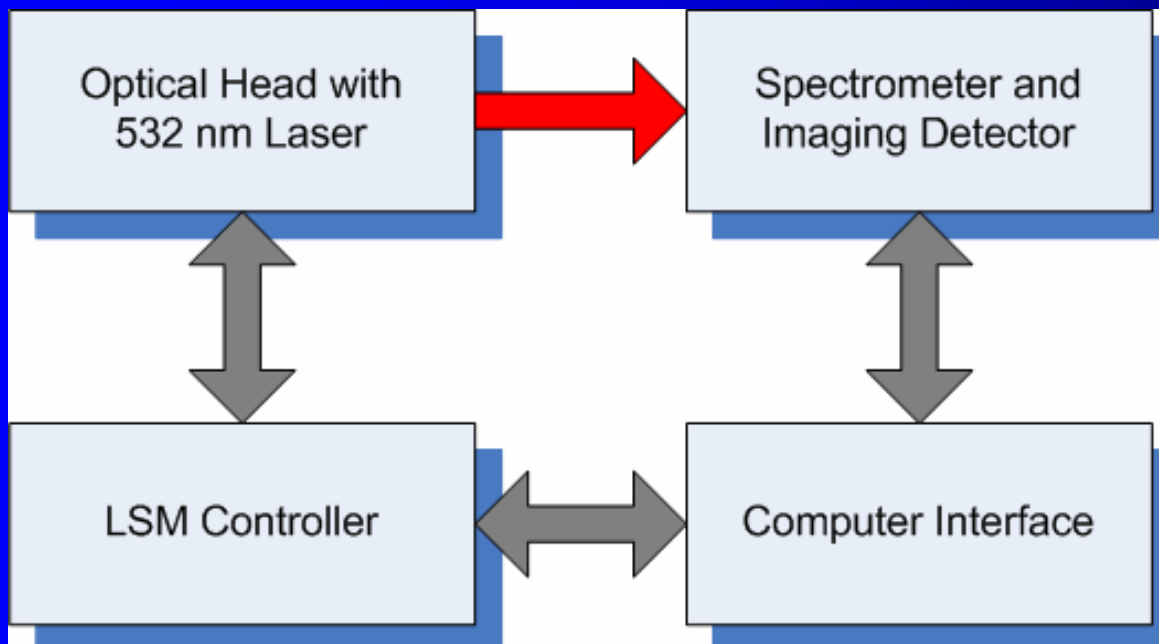 Optical Head with
532 nm Laser
Spectrometer and
Imaging Detector
LSM Controller
Computer Interface